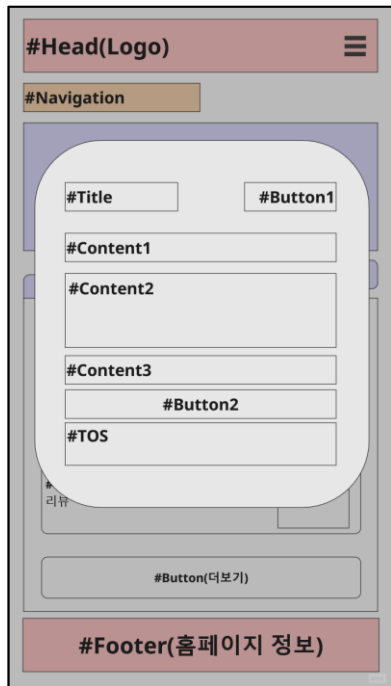 #Head(Logo)
#Navigation
#Title
#Button1
#Content1
#Content2
#Content3
#Button2
#TOS
#
리뷰
#Button(더보기)
#Footer(홈페이지 정보)